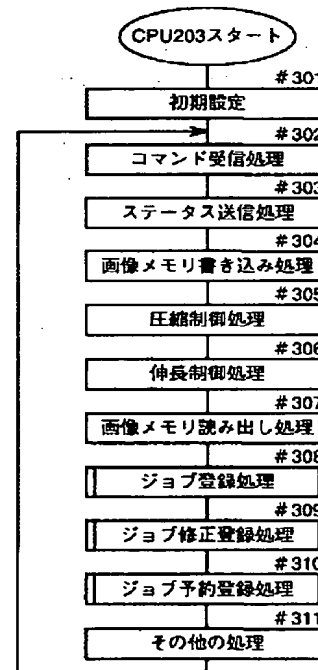 CPU203スタート
#301
初期設定
#302
コマンド受信処理
#303
ステータス送信処理
#304
画像メモリ書き込み処理
#305
圧縮制御処理
#306
伸長制御処理
#307
画像メモリ読み出し処理
#308
ジョブ登録処理
#309
ジョブ修正登録処理
#310
ジョブ予約登録処理
#311
その他の処理